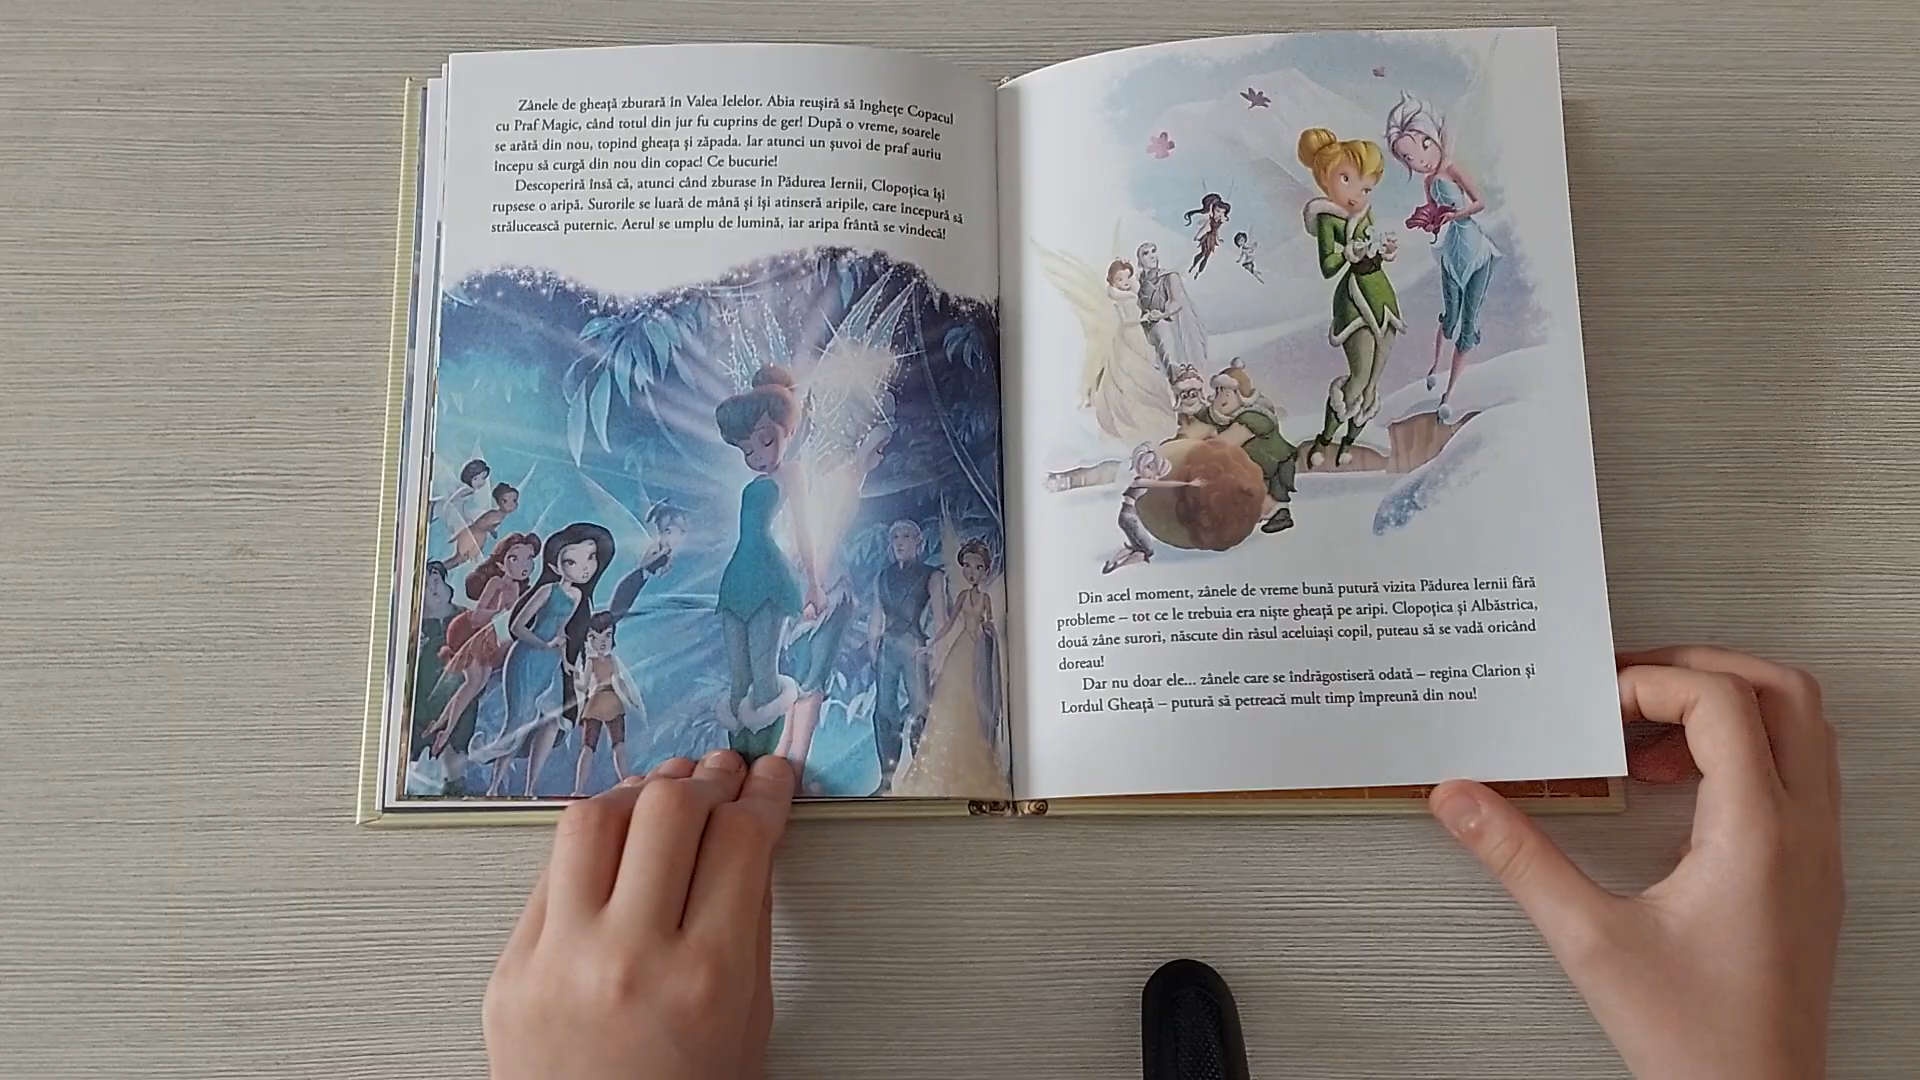 Zânele de gheață zburară în Valea Ielelor. Abia reușiră să înghețe Copacul
cu Praf Magic, când totul din jur fu cuprins de ger! După o vreme, soarele
se arătă din nou, topind gheața și zăpada. Iar atunci un șuvoi de praf auriu
începu să curgă din nou din copac! Ce bucurie!
Descoperiră însă că, atunci când zburase în Pădurea Iernii, Clopoțica își
rupsese o aripă. Surorile se luară de mână și își atinseră aripile, care începură să
strălucească puternic. Aerul se umplu de lumină, iar aripa frântă se vindecă!
Din acel moment, zânele de vreme bună putură vizita Pădurea Iernii fără
probleme – tot ce le trebuia era niște gheață pe aripi. Clopoțica și Albăstrica,
două zâne surori, născute din râsul aceluiași copil, puteau să se vadă oricând
doreau!
Dar nu doar ele... zânele care se îndrăgostiseră odată – regina Clarion și
Lordul Gheață – putură să petreacă mult timp împreună din nou!